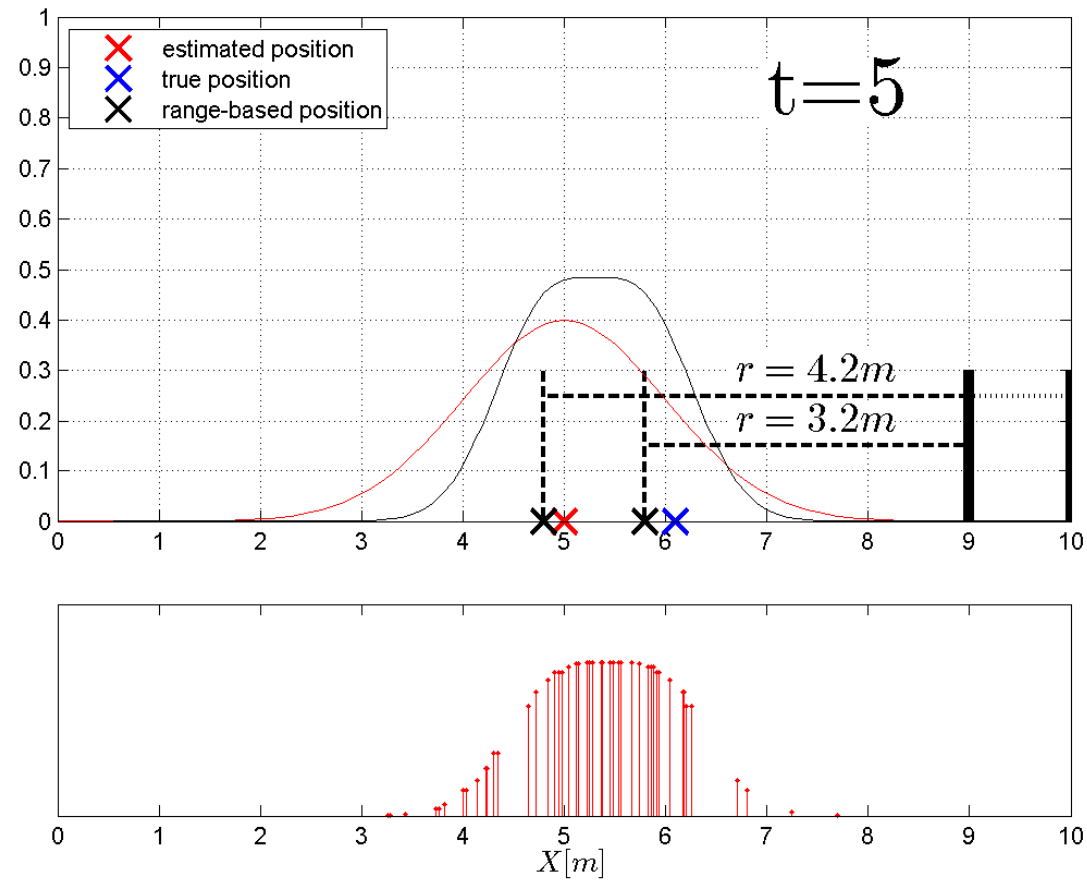 1
0.9
0.8
0.7
0.6
0.5
0.4
0.3
0.2
0.1
0
estimated position
true position
range-based position
t=5
r = 4.2m
r = 3.2m
0 1 2 3 4 5 6 7 8 9 10
0 1 2 3 4 5 6 7 8 9 10
X[m]